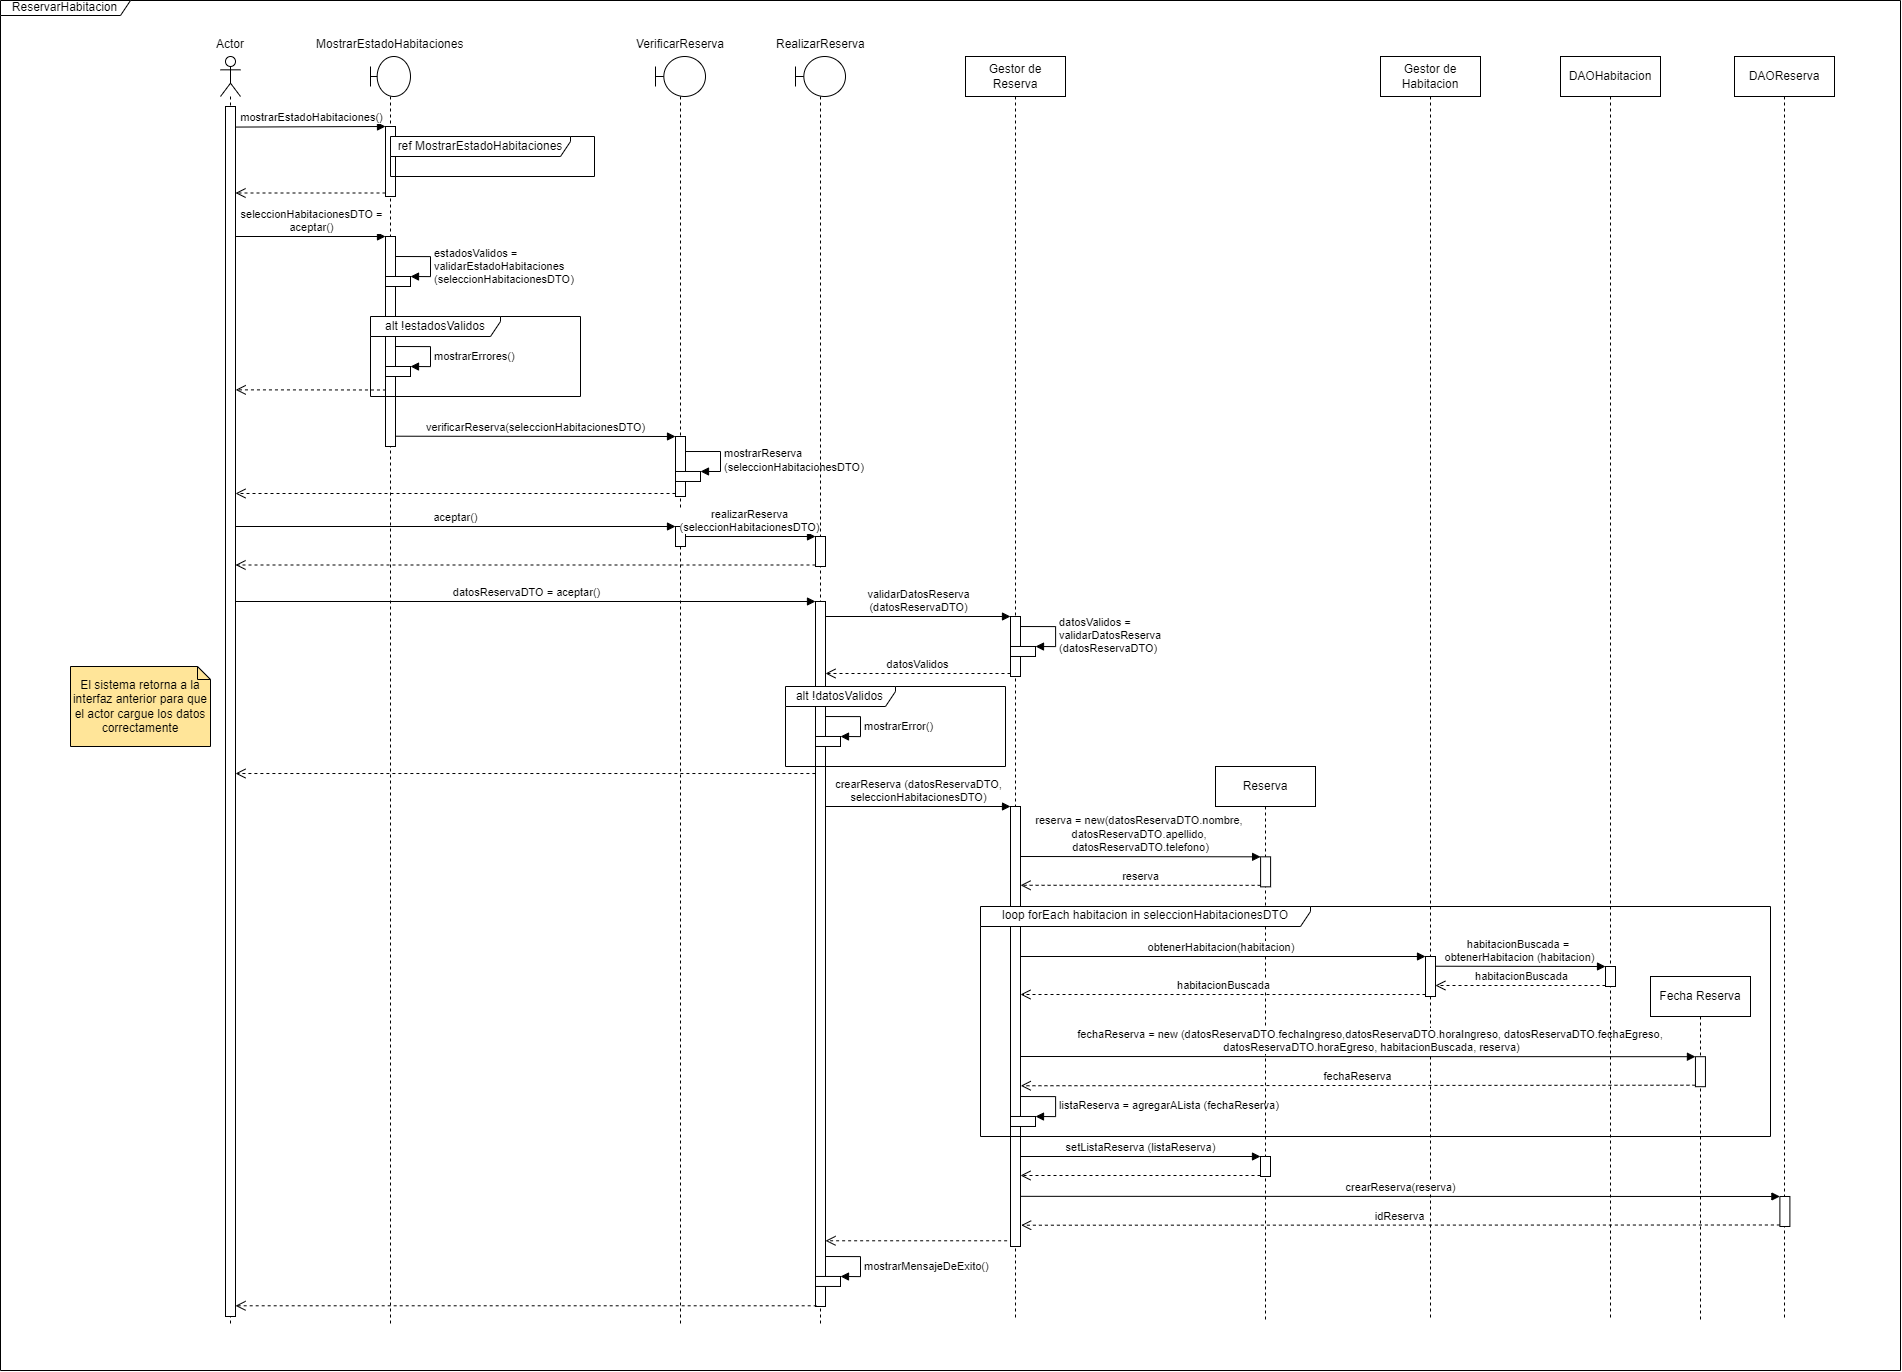 ReservarHabitacion
Actor
MostrarEstadoHabitaciones
VerificarReserva
RealizarReserva
Gestor de
Reserva
Gestor de
Habitacion
DAOHabitacion
DAOReserva
mostrarEstadoHabitaciones()
ref MostrarEstadoHabitaciones
seleccionHabitacionesDTO =
aceptar()
estadosValidos =
validarEstadoHabitaciones
(seleccionHabitacionesDTO)
alt !estadosValidos
mostrarErrores()
verificarReserva(seleccionHabitacionesDTO)
mostrarReserva
(seleccionHabitacionesDTO)
aceptar()
realizarReserva
(seleccionHabitacionesDTO)
datosReservaDTO = aceptar()
validarDatosReserva
(datosReservaDTO)
datosValidos =
validarDatosReserva
(datosReservaDTO)
datosValidos
El sistema retorna a la
interfaz anterior para que
el actor cargue los datos
correctamente
alt !datosValidos
mostrarError()
crearReserva (datosReservaDTO,
seleccionHabitacionesDTO)
Reserva
reserva = new(datosReservaDTO.nombre,
datosReservaDTO.apellido,
datosReservaDTO.telefono)
reserva
loop forEach habitacion in seleccionHabitacionesDTO
obtenerHabitacion(habitacion)
habitacionBuscada =
obtenerHabitacion (habitacion)
habitacionBuscada
habitacionBuscada
Fecha Reserva
fechaReserva = new (datosReservaDTO.fechaIngreso,datosReservaDTO.horaIngreso, datosReservaDTO.fechaEgreso,
datosReservaDTO.horaEgreso, habitacionBuscada, reserva)
fechaReserva
listaReserva = agregarALista (fechaReserva)
setListaReserva (listaReserva)
crearReserva(reserva)
idReserva
mostrarMensajeDeExito()